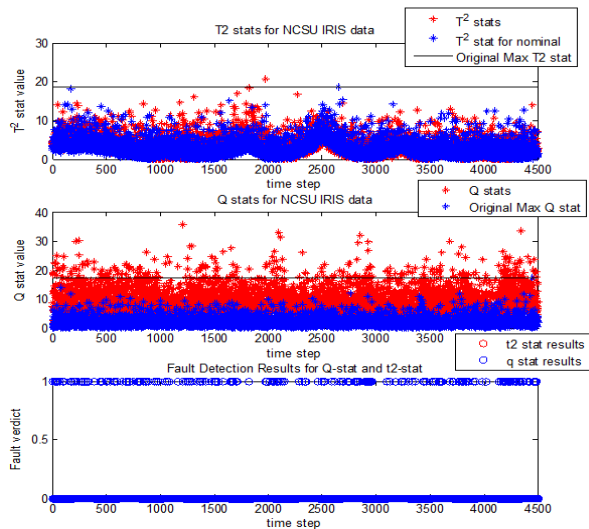 T2 stats for NCSU IRIS data
T² stats
T² stat for nominal
Original Max T2 stat
T² stat value
30
20
10
0
0 500 1000 1500 2000 2500 3000 3500 4000 4500
time step
Q stats for NCSU IRIS data
Q stats
Original Max Q stat
Q stat value
40
30
20
10
0
0 500 1000 1500 2000 2500 3000 3500 4000 4500
time step
t2 stat results
q stat results
Fault Detection Results for Q-stat and t2-stat
Fault verdict
1
0.5
0
0 500 1000 1500 2000 2500 3000 3500 4000 4500
time step